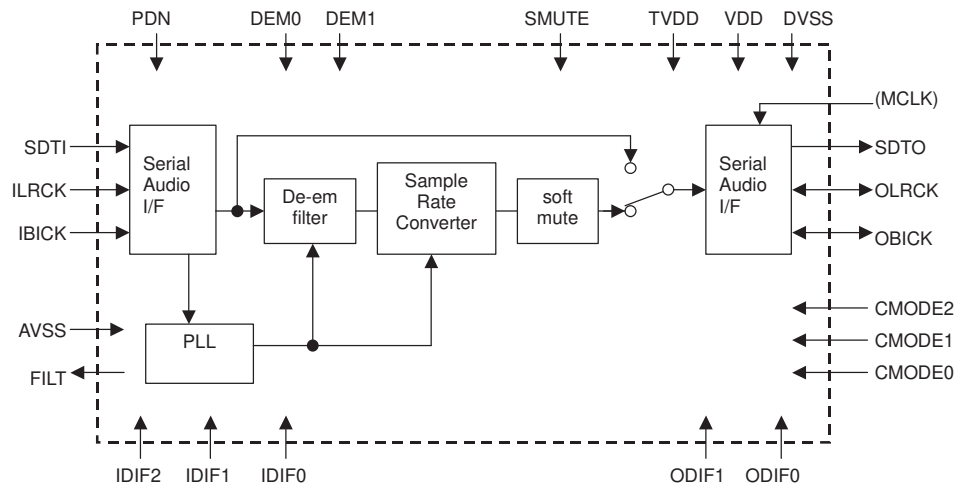 PDN
DEM0
DEM1
SMUTE
TVDD
VDD
DVSS
(MCLK)
SDTI
ILRCK
IBICK
Serial
Audio
I/F
De-em
filter
Sample
Rate
Converter
soft
mute
Serial
Audio
I/F
SDTO
OLRCK
OBICK
AVSS
FILT
PLL
CMODE2
CMODE1
CMODE0
IDIF2
IDIF1
IDIF0
ODIF1
ODIF0